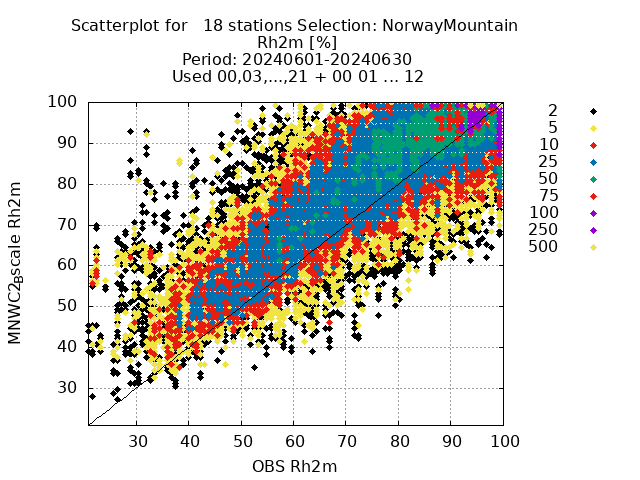 Scatterplot for   18 stations Selection: NorwayMountain
Rh2m [%]
Period: 20240601-20240630
Used 00,03,...,21 + 00 01 ... 12
100
90
80
70
60
50
40
30
30 40 50 60 70 80 90 100
OBS Rh2m
MNWC2_pscale Rh2m
2
5
10
25
50
75
100
250
500